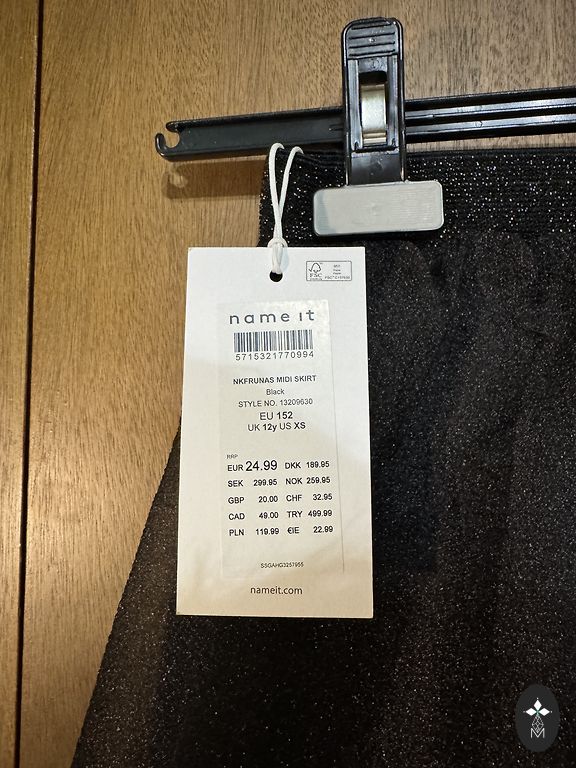 FSC
name it
5715321770994
NKFRUNAS MIDI SKIRT
Black
STYLE NO. 13209630
EU 152
UK 12y US XS
RRP
EUR 24.99 DKK 189.95
SEK 299.95 NOK 259.95
GBP 20.00 CHF 32.95
CAD 49.00 TRY 499.99
PLN 119.99 €IE 22.99
SSGAHG3257955
nameit.com